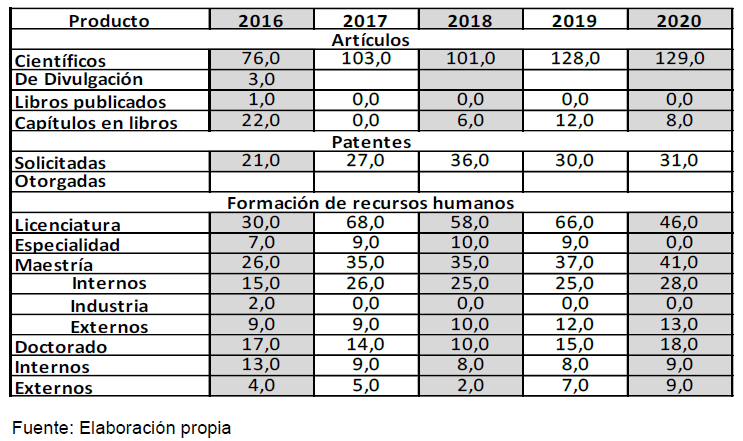 Producto 2016 2017 2018 2019 2020
Artículos
Científicos 76,0 103,0 101,0 128,0 129,0
De Divulgación 3,0
Libros publicados 1,0 0,0 0,0 0,0 0,0
Capítulos en libros 22,0 0,0 6,0 12,0 8,0
Patentes
Solicitadas 21,0 27,0 36,0 30,0 31,0
Otorgadas
Formación de recursos humanos
Licenciatura 30,0 68,0 58,0 66,0 46,0
Especialidad 7,0 9,0 10,0 9,0 0,0
Maestría 26,0 35,0 35,0 37,0 41,0
Internos 15,0 26,0 25,0 25,0 28,0
Industria 2,0 0,0 0,0 0,0 0,0
Externos 9,0 9,0 10,0 12,0 13,0
Doctorado 17,0 14,0 10,0 15,0 18,0
Internos 13,0 9,0 8,0 8,0 9,0
Externos 4,0 5,0 2,0 7,0 9,0
Fuente: Elaboración propia